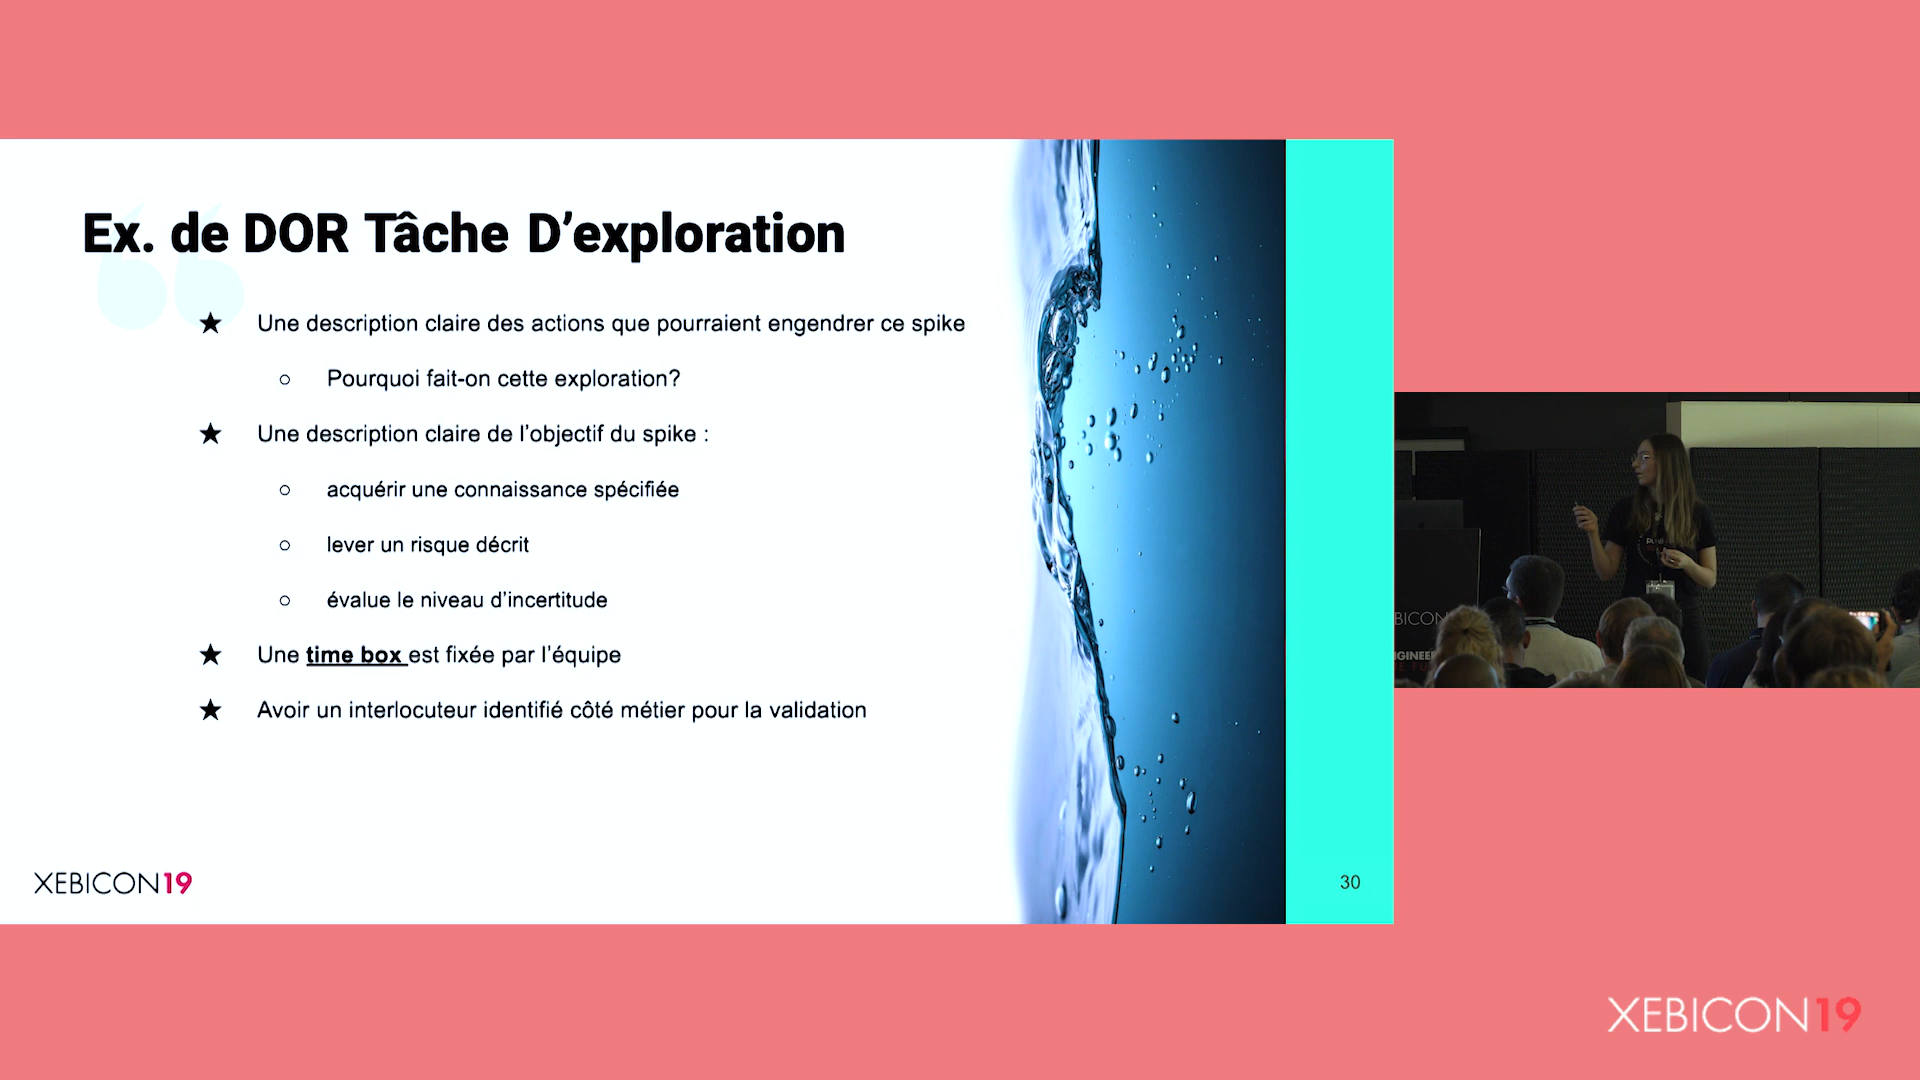 Ex. de DOR Tâche D’exploration
★ Une description claire des actions que pourraient engendrer ce spike
○ Pourquoi fait-on cette exploration?
★ Une description claire de l’objectif du spike :
○ acquérir une connaissance spécifiée
○ lever un risque décrit
○ évalue le niveau d’incertitude
★ Une time box est fixée par l’équipe
★ Avoir un interlocuteur identifié côté métier pour la validation
XEBICON19
30
BICON
GINEE
XEBICON19